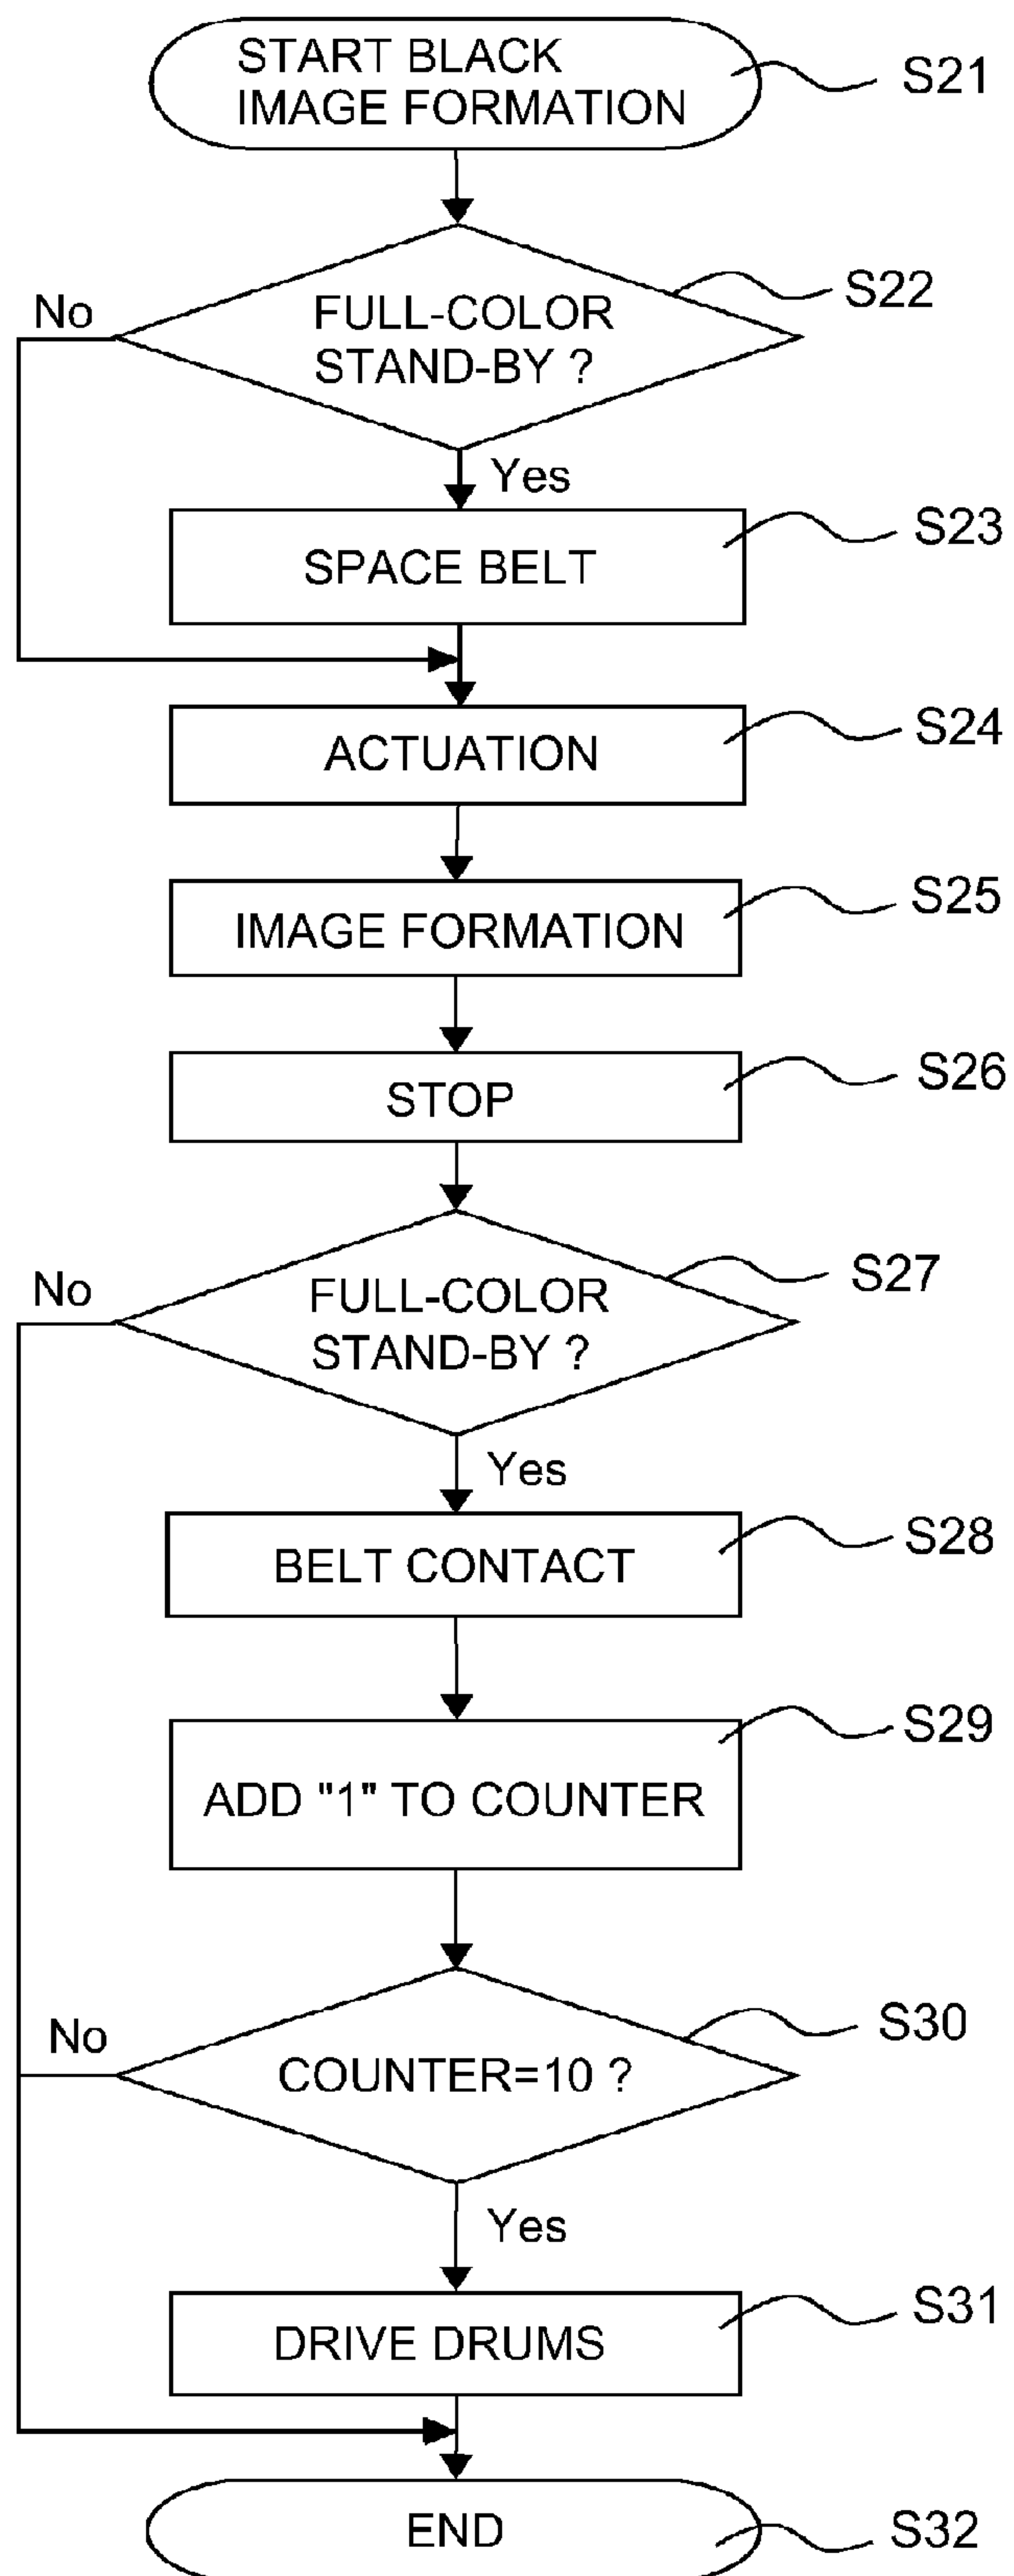 START BLACK
IMAGE FORMATION
S21
No
FULL-COLOR
STAND-BY ?
S22
Yes
SPACE BELT
S23
ACTUATION
S24
IMAGE FORMATION
S25
STOP
S26
No
FULL-COLOR
STAND-BY ?
S27
Yes
BELT CONTACT
S28
ADD "1" TO COUNTER
S29
No
COUNTER=10 ?
S30
Yes
DRIVE DRUMS
S31
END
S32